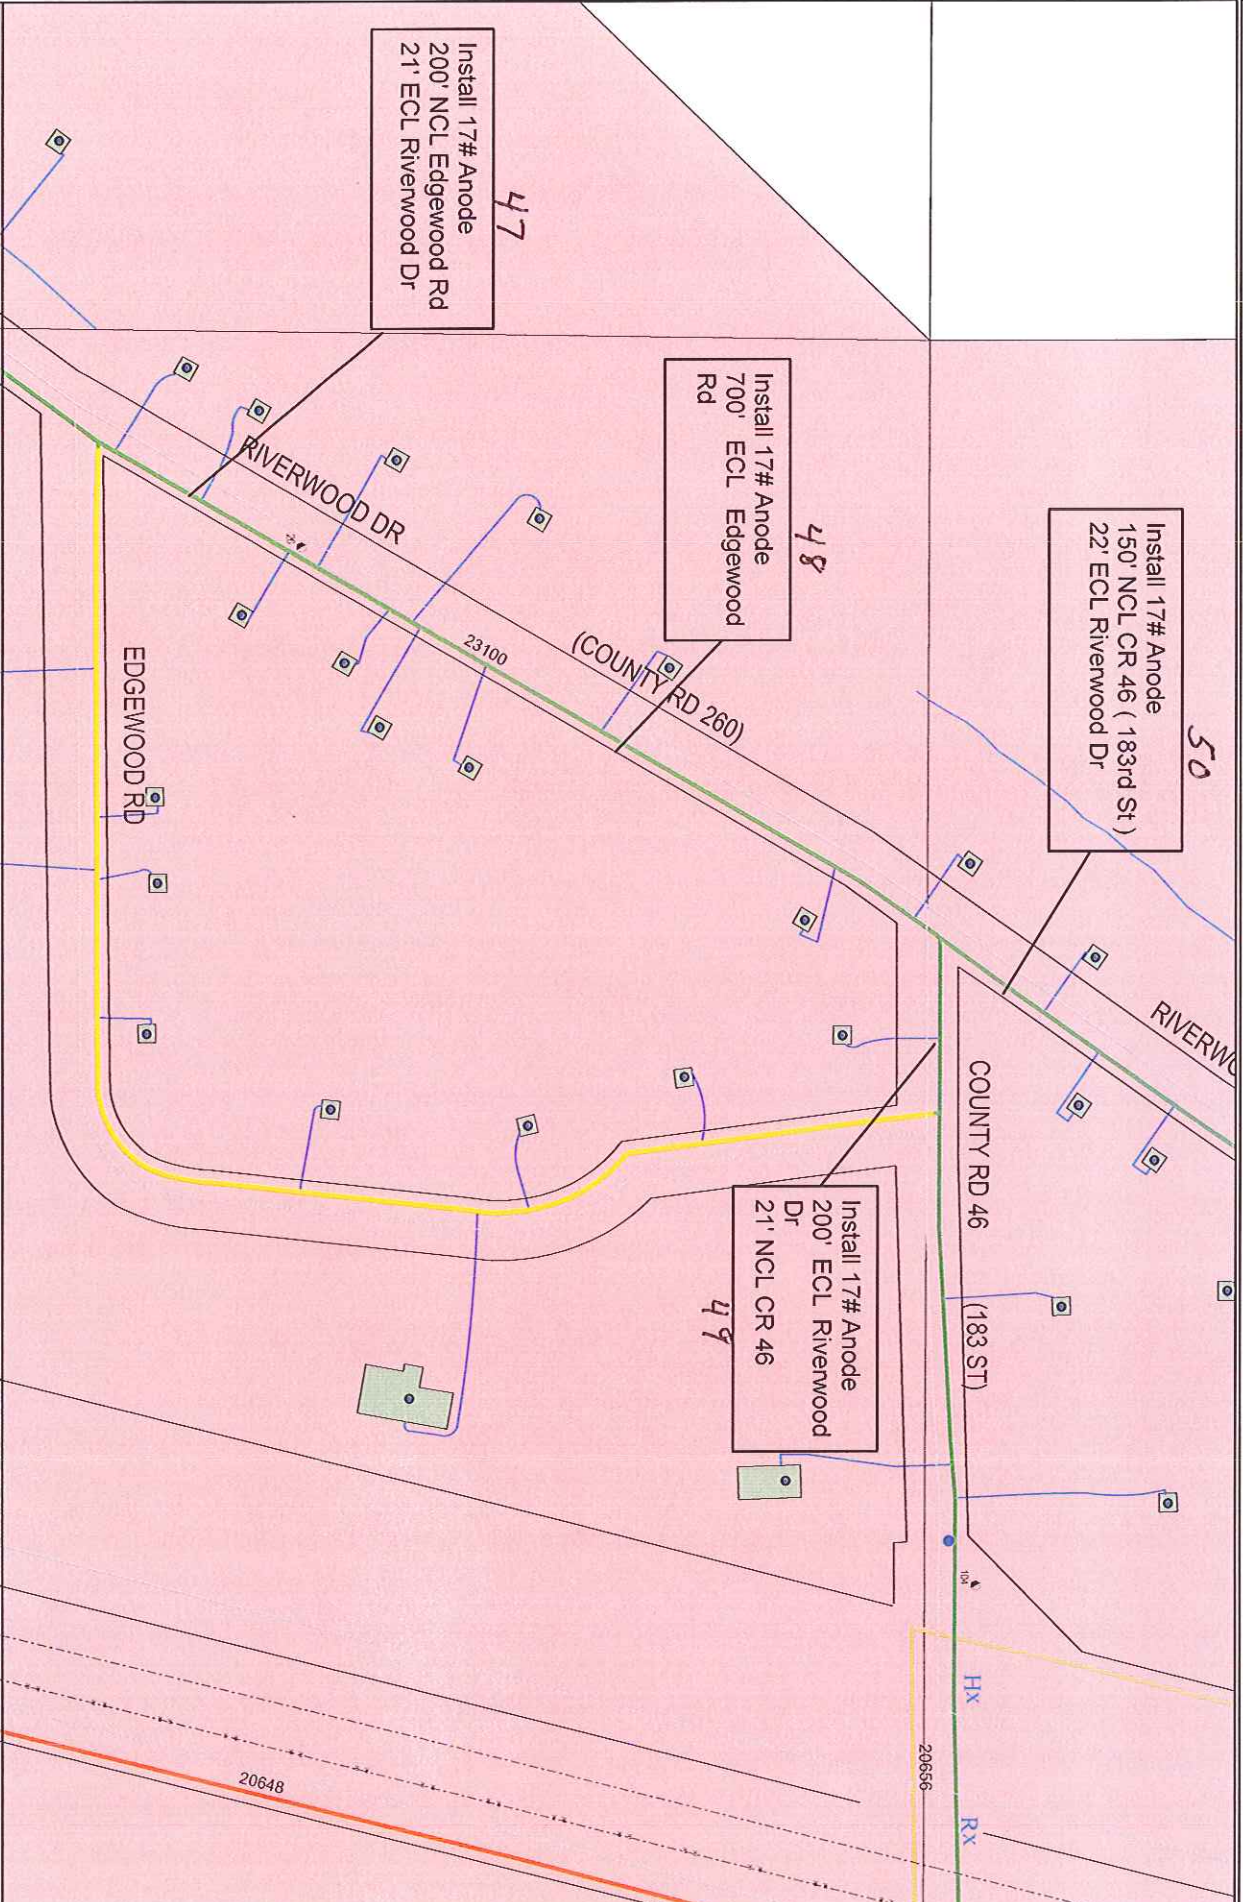 50
Install 17# Anode
150' NCL CR 46 ( 183rd St )
22' ECL Riverwood Dr
48
Install 17# Anode
700' ECL Edgewood
Rd
47
Install 17# Anode
200' NCL Edgewood Rd
21' ECL Riverwood Dr
Install 17# Anode
200' ECL Riverwood
Dr
21' NCL CR 46
49
RIVERWO
RIVERWOOD DR
(COUNTY RD 260)
23100
COUNTY RD 46
(183 ST)
EDGEWOOD RD
104
Hx
Rx
20656
20648